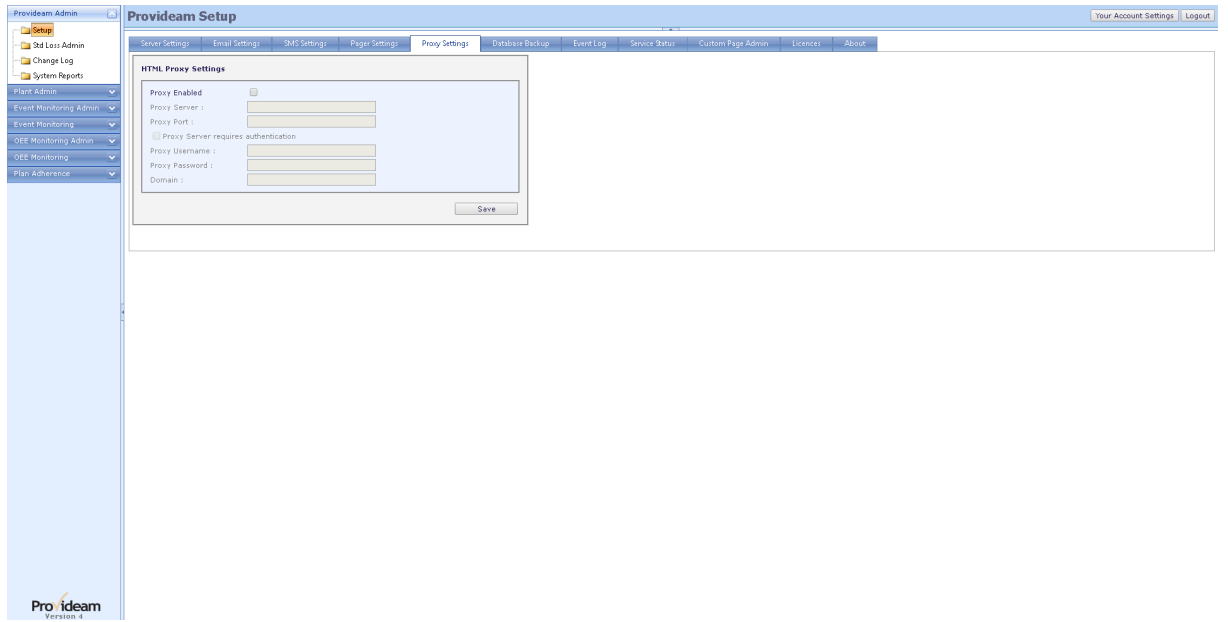 Provideam Admin
Setup
Std Loss Admin
Change Log
System Reports
Plant Admin
Event Monitoring Admin
Event Monitoring
OEE Monitoring Admin
OEE Monitoring
Plan Adherence
Provideam
Version 4
Provideam Setup
Your Account Settings Logout
Server Settings Email Settings SMS Settings Pager Settings Proxy Settings Database Backup Event Log Service Status Custom Page Admin Licences About
HTML Proxy Settings
Proxy Enabled
Proxy Server :
Proxy Port :
Proxy Server requires authentication
Proxy Username :
Proxy Password :
Domain :
Save